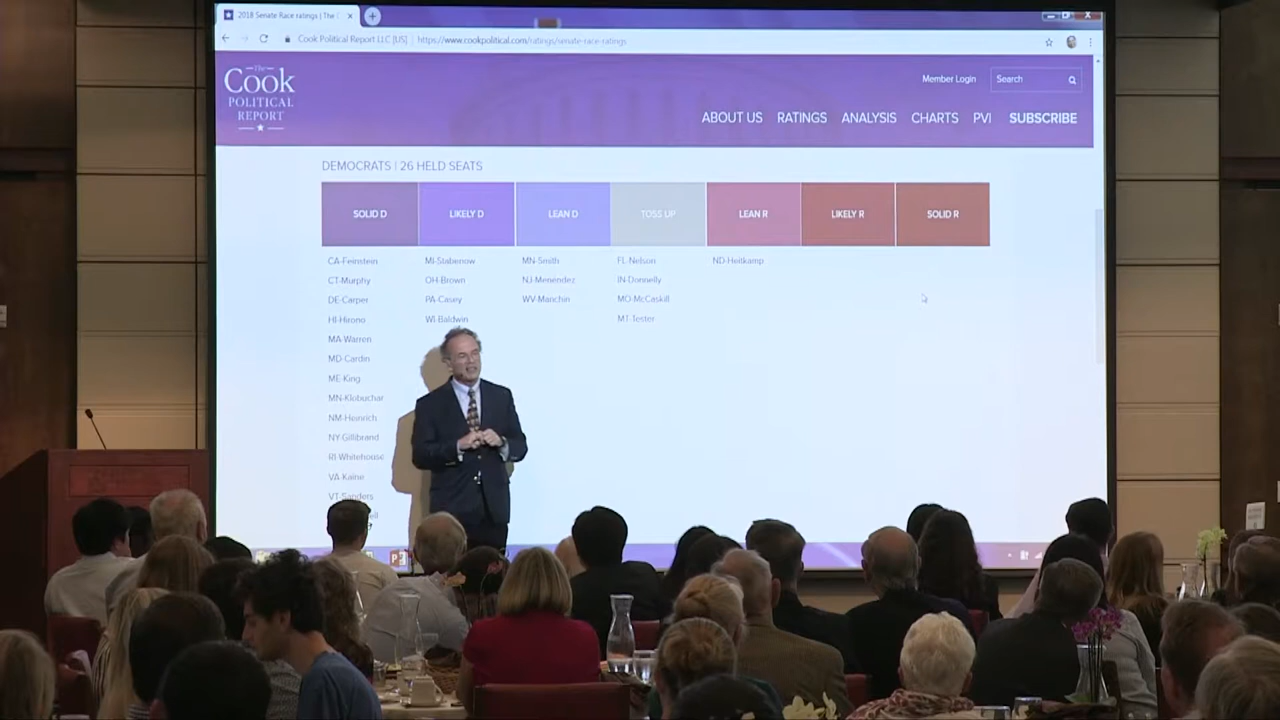 2018 Senate Race ratings | The
Cook Political Report LLC [US] | https://www.cookpolitical.com/ratings/senate-race-ratings
The
Cook
POLITICAL
REPORT
Member Login
Search
ABOUT US RATINGS ANALYSIS CHARTS PVI SUBSCRIBE
DEMOCRATS | 26 HELD SEATS
SOLID D LIKELY D LEAN D TOSS UP LEAN R LIKELY R SOLID R
CA-Feinstein MI-Stabenow MN-Smith FL-Nelson ND-Heitkamp
CT-Murphy OH-Brown NJ-Menendez IN-Donnelly
DE-Carper PA-Casey WV-Manchin MO-McCaskill
HI-Hirono WI-Baldwin MT-Tester
MA-Warren
MD-Cardin
ME-King
MN-Klobuchar
NM-Heinrich
NY-Gillibrand
RI-Whitehouse
VA-Kaine
VT-Sanders